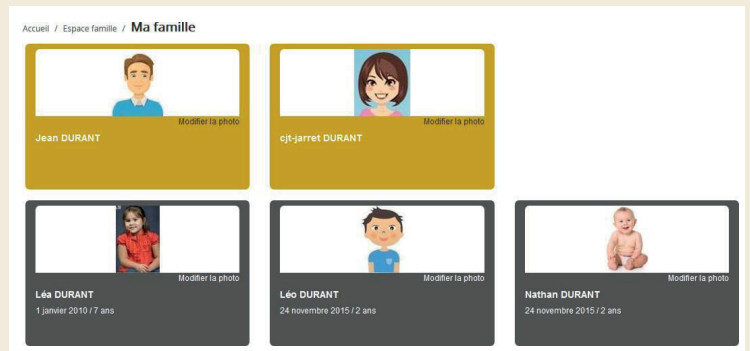 Accueil / Espace famille / Ma famille
Modifier la photo
Jean DURANT
Modifier la photo
cjt-jarret DURANT
Modifier la photo
Léa DURANT
1 janvier 2010 / 7 ans
Modifier la photo
Léo DURANT
24 novembre 2015 / 2 ans
Modifier la photo
Nathan DURANT
24 novembre 2015 / 2 ans